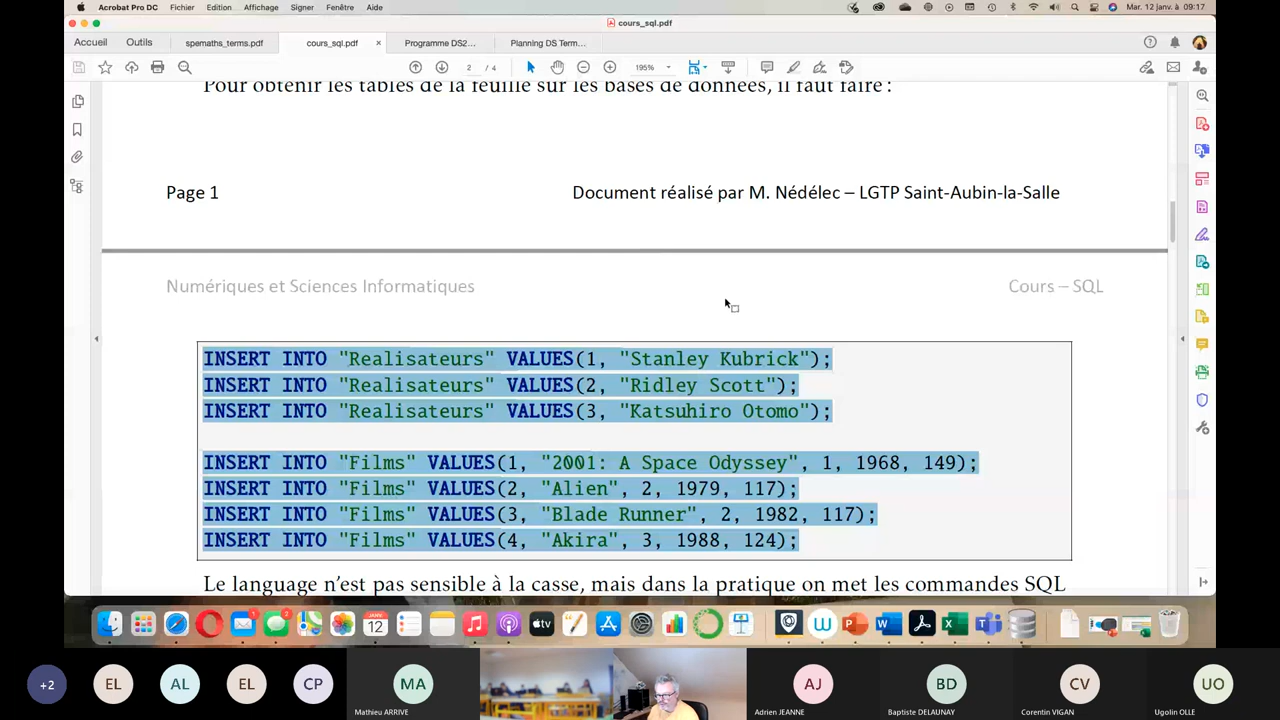 Acrobat Pro DC Fichier Edition Affichage Signer Fenêtre Aide Mar. 12 janv. à 09:17
cours_sql.pdf
Accueil Outils spemaths_terms.pdf cours_sql.pdf × Programme DS2... Planning DS Term...
2 / 4 195%
Pour obtenir les tables de la feuille sur les bases de données, il faut faire :
Page 1 Document réalisé par M. Nédélec – LGTP Saint-Aubin-la-Salle
Numériques et Sciences Informatiques Cours – SQL
INSERT INTO "Realisateurs" VALUES(1, "Stanley Kubrick");
INSERT INTO "Realisateurs" VALUES(2, "Ridley Scott");
INSERT INTO "Realisateurs" VALUES(3, "Katsuhiro Otomo");
INSERT INTO "Films" VALUES(1, "2001: A Space Odyssey", 1, 1968, 149);
INSERT INTO "Films" VALUES(2, "Alien", 2, 1979, 117);
INSERT INTO "Films" VALUES(3, "Blade Runner", 2, 1982, 117);
INSERT INTO "Films" VALUES(4, "Akira", 3, 1988, 124);
Le language n'est pas sensible à la casse, mais dans la pratique on met les commandes SQL
JANV
12
tv
+2 EL AL EL CP MA AJ BD CV UO
Mathieu ARRIVE Adrien JEANNE Baptiste DELAUNAY Corentin VIGAN Ugolin OLLE